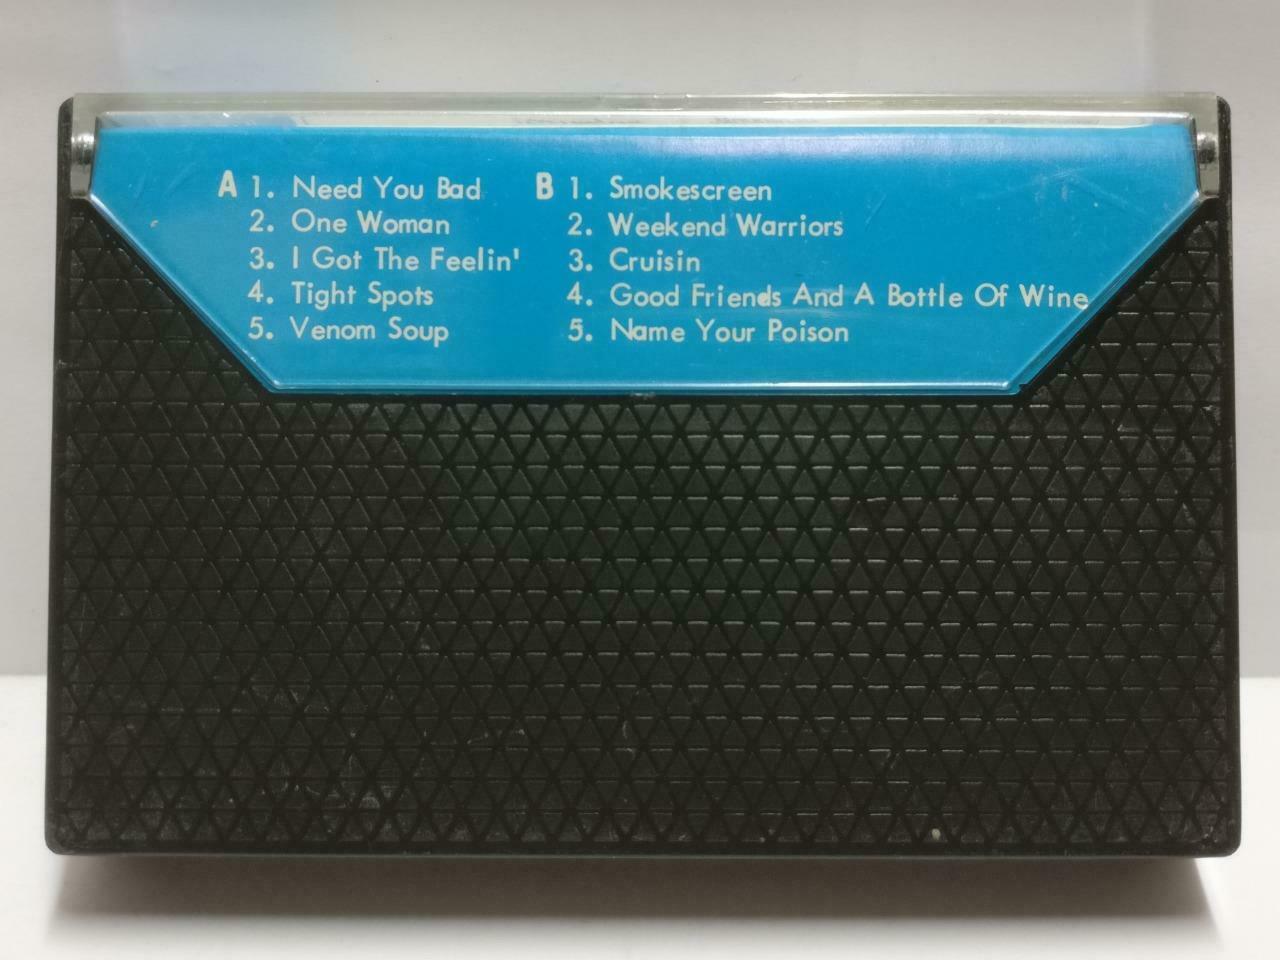 A 1. Need You Bad
2. One Woman
3. I Got The Feelin'
4. Tight Spots
5. Venom Soup
B 1. Smokescreen
2. Weekend Warriors
3. Cruisin
4. Good Friends And A Bottle Of Wine
5. Name Your Poison